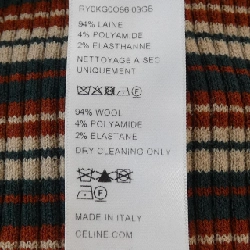 94% LAINE
4% POLYAMIDE
2% ELASTHANNE
NETTOYAGE A SEC
UNIQUEMENT
94% WOOL
4% POLYAMIDE
2% ELASTANE
DRY CLEANING ONLY
MADE IN ITALY
CELINE.COM